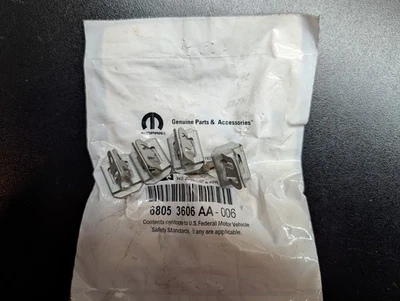 MOPAR
Genuine Parts & Accessories
6805 3606 AA - 006
Contents conform to U.S Federal Motor Vehicle
Safety Standards, if any are applicable.